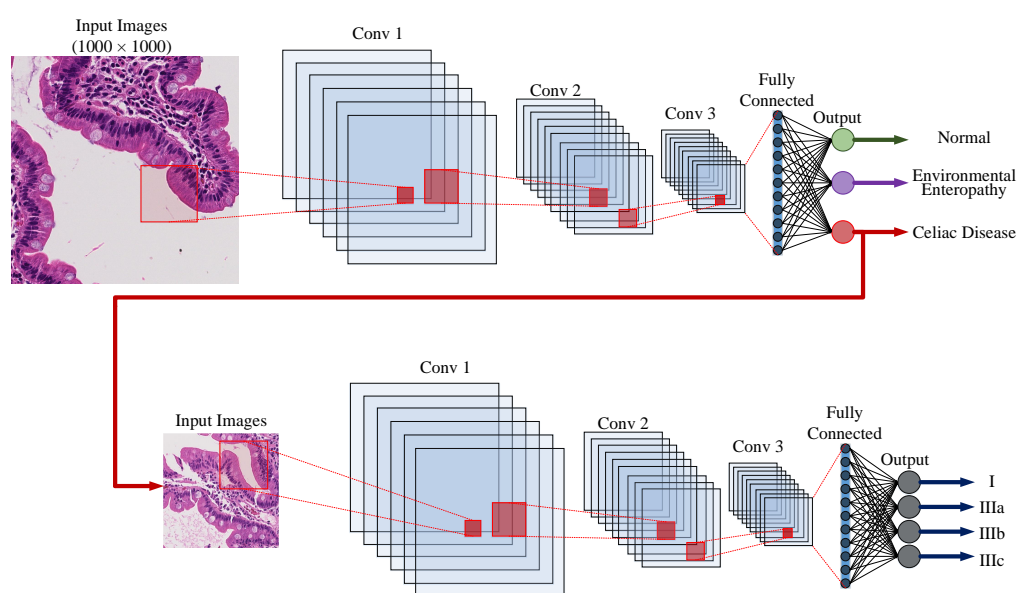 Input Images
(1000 × 1000)
Conv 1
Conv 2
Conv 3
Fully
Connected
Output
Normal
Environmental
Enteropathy
Celiac Disease
Input Images
Conv 1
Conv 2
Conv 3
Fully
Connected
Output
I
IIIa
IIIb
IIIc